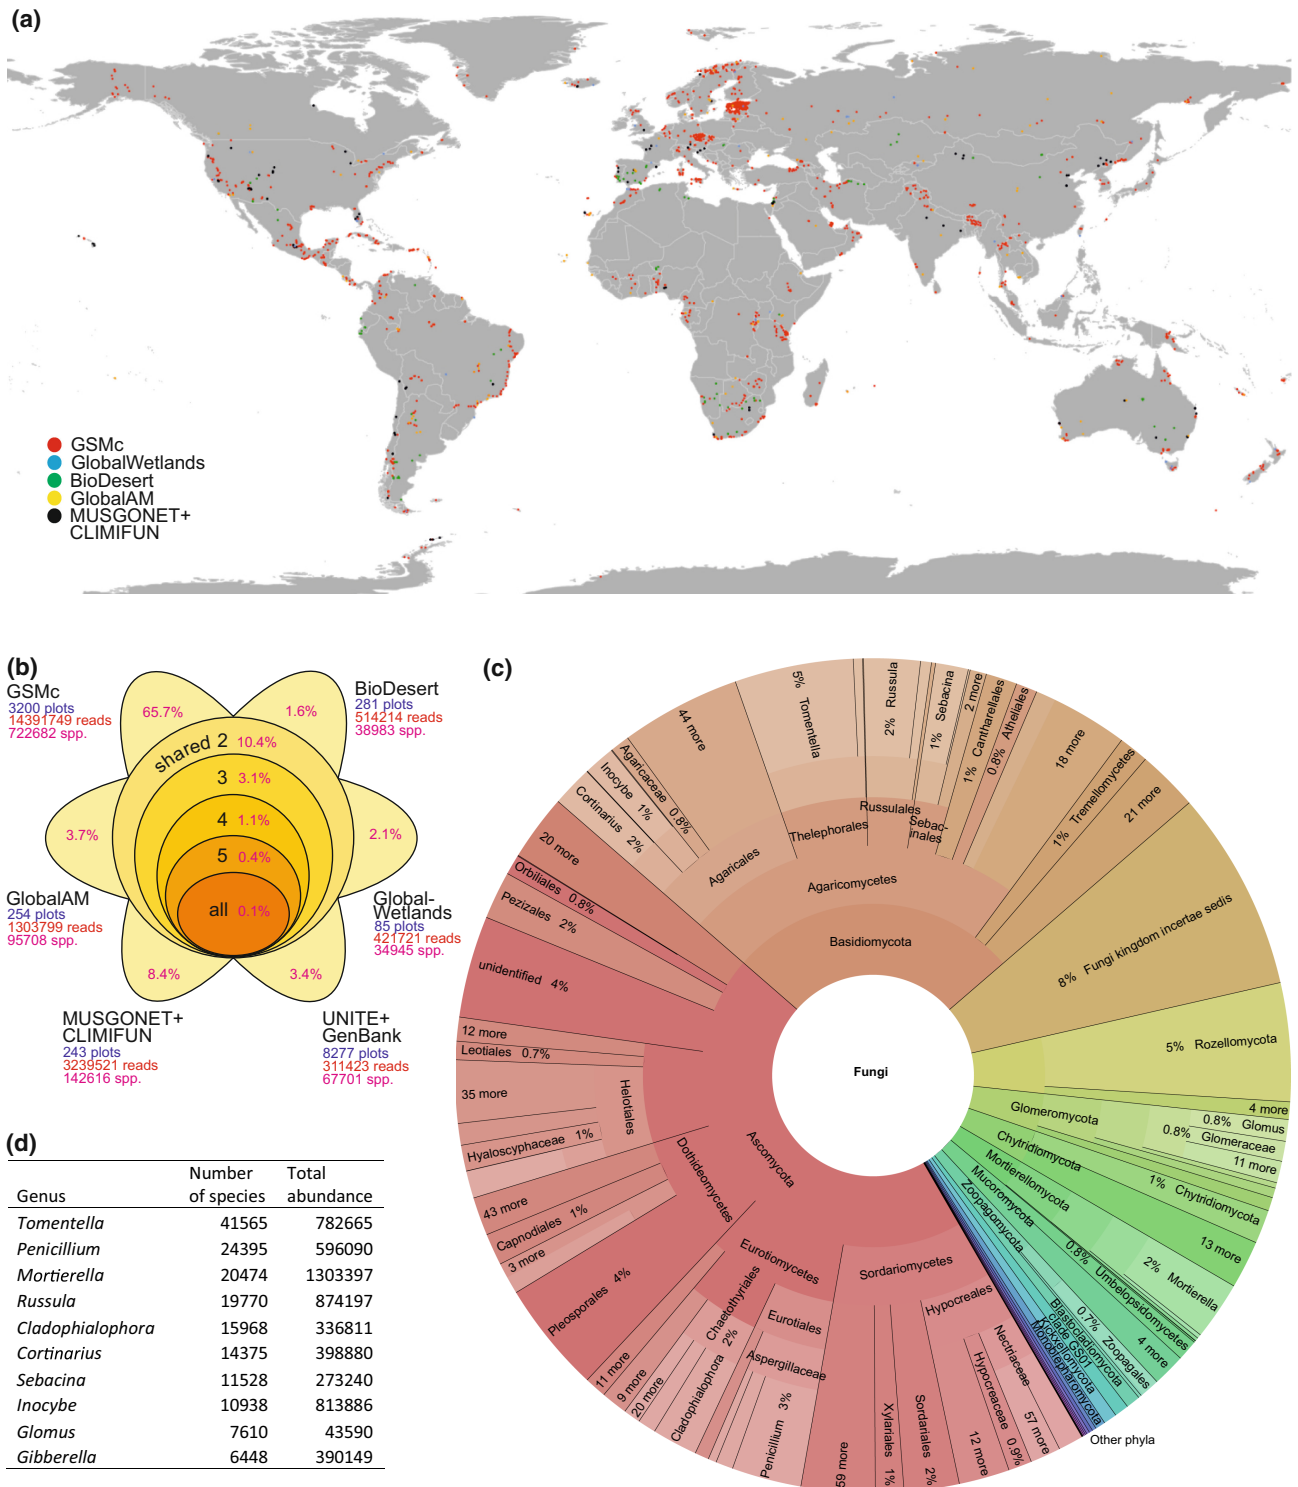 (a)
GSMc
GlobalWetlands
BioDesert
GlobalAM
MUSGONET+
CLIMIFUN
(b)
GSMc
3200 plots
14391749 reads
722682 spp.
65.7%
1.6%
BioDesert
281 plots
514214 reads
38983 spp.
shared 2 10.4%
3 3.1%
4 1.1%
5 0.4%
all 0.1%
3.7%
2.1%
GlobalAM
254 plots
1303799 reads
95708 spp.
Global-
Wetlands
85 plots
421721 reads
34945 spp.
8.4%
3.4%
MUSGONET+
CLIMIFUN
243 plots
3239521 reads
142616 spp.
UNITE+
GenBank
8277 plots
311423 reads
67701 spp.
(c)
Fungi
Basidiomycota
Agaricomycetes
Agaricales
Thelephorales
Russulales
Sebac-
inales
20 more
Cortinarius 2%
Inocybe 1%
Agaricaceae 0.8%
44 more
5% Tomentella
2% Russula
1% Sebacina
2 more
1% Cantharellales
0.8% Atheliales
18 more
1% Tremellomycetes
21 more
8% Fungi kingdom incertae sedis
5% Rozellomycota
4 more
Glomeromycota
0.8% Glomus
0.8% Glomeraceae
11 more
Chytridiomycota
1% Chytridiomycota
13 more
Mortierellomycota
2% Mortierella
Mucoromycota
0.8% Umbelopsidomycetes
4 more
Zoopagomycota
0.7% Zoopagales
Blastocladiomycota
clade GS01
Kickxellomycota
Monoblepharomycota
Other phyla
Ascomycota
Sordariomycetes
Hypocreales
Nectriaceae
57 more
Hypocreaceae 0.9%
12 more
Sordariales 2%
Xylariales 1%
59 more
Eurotiomycetes
Eurotiales
Aspergillaceae
Penicillium 3%
Chaetothyriales
Cladophialophora 2%
20 more
9 more
11 more
Dothideomycetes
Pleosporales 4%
3 more
Capnodiales 1%
43 more
Helotiales
Hyaloscyphaceae 1%
35 more
Leotiales 0.7%
12 more
unidentified 4%
Pezizales 2%
Orbiliales 0.8%
(d)
Genus Number of species Total abundance
Tomentella 41565 782665
Penicillium 24395 596090
Mortierella 20474 1303397
Russula 19770 874197
Cladophialophora 15968 336811
Cortinarius 14375 398880
Sebacina 11528 273240
Inocybe 10938 813886
Glomus 7610 43590
Gibberella 6448 390149